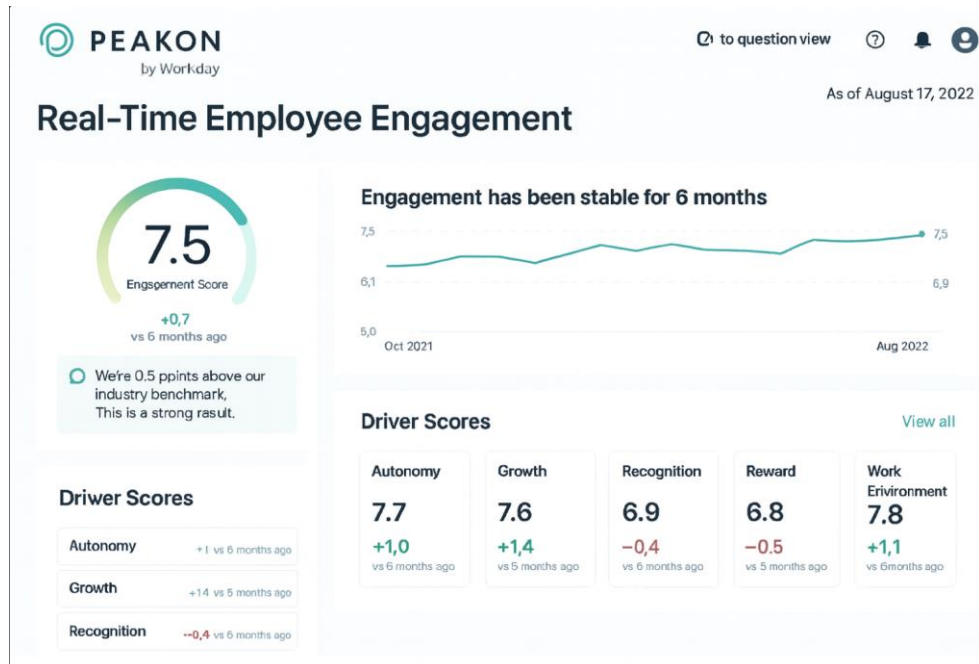 PEAKON
by Workday
to question view
?
As of August 17, 2022
Real-Time Employee Engagement
7.5
Engsgernent Score
+0,7
vs 6 months ago
We're 0.5 ppints above our
industry benchmark,
This is a strong rasult.
Engagement has been stable for 6 months
7,5
6,1
5,0
7,5
6,9
Oct 2021
Aug 2022
Driver Scores
View all
Autonomy
7.7
+1,0
vs 6 months ago
Growth
7.6
+1,4
vs 5 months ago
Recognition
6.9
−0,4
vs 6 months ago
Reward
6.8
−0.5
vs 5 months ago
Work
Erivironment
7.8
+1,1
vs 6months ago
Driwer Scores
Autonomy
+1 vs 6 months ago
Growth
+14 vs 5 months ago
Recognition
--0,4 vs 6 months ago